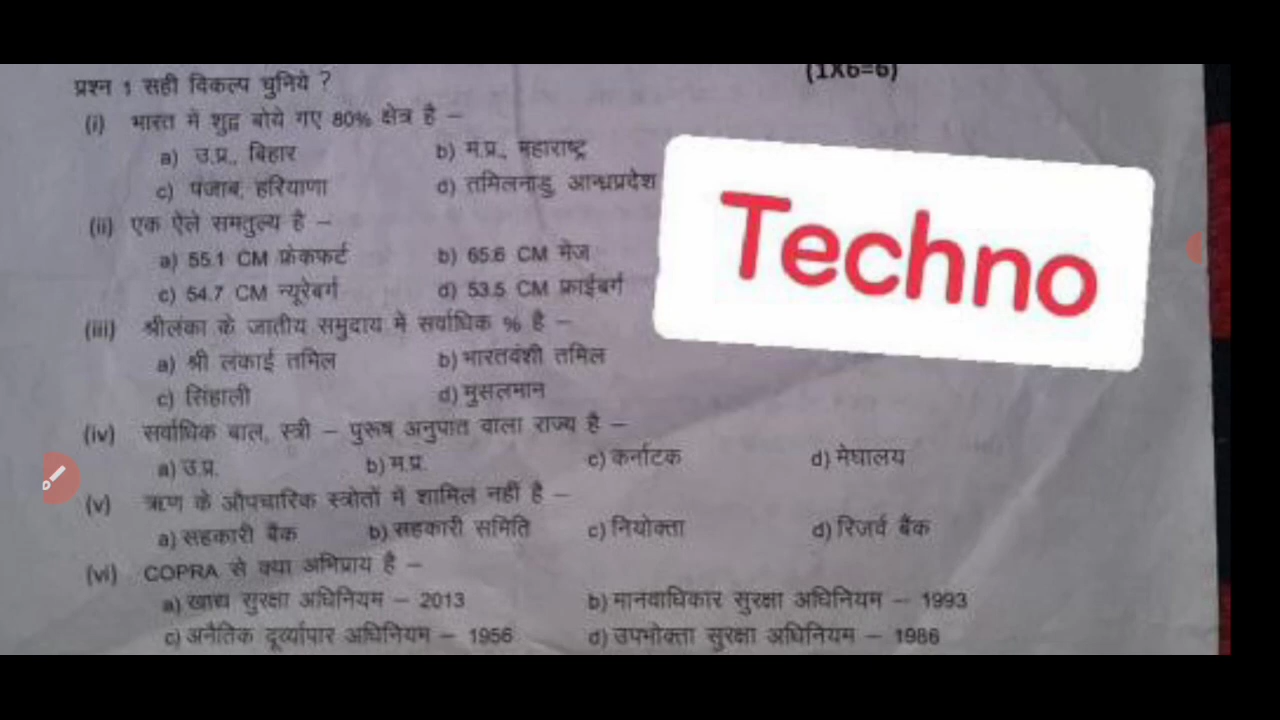 (1X6=6)
प्रश्न 1 सही विकल्प चुनिये ?
(i) भारत में शुद्ध बोये गए 80% क्षेत्र है –
a) उ.प्र., बिहार b) म.प्र., महाराष्ट्र
c) पंजाब, हरियाणा d) तमिलनाडु, आन्ध्रप्रदेश
Techno
(ii) एक ऐले समतुल्य है –
a) 55.1 CM फ्रेंकफर्ट b) 65.6 CM मेंज
c) 54.7 CM न्यूरेबर्ग d) 53.5 CM फ्राईबर्ग
(iii) श्रीलंका के जातीय समुदाय में सर्वाधिक % है –
a) श्री लंकाई तमिल b) भारतवंशी तमिल
c) सिंहाली d) मुसलमान
(iv) सर्वाधिक बाल, स्त्री – पुरूष अनुपात वाला राज्य है –
a) उ.प्र. b) म.प्र. c) कर्नाटक d) मेघालय
(v) ऋण के औपचारिक स्त्रोतों में शामिल नहीं है –
a) सहकारी बैंक b) सहकारी समिति c) नियोक्ता d) रिजर्व बैंक
(vi) COPRA से क्या अभिप्राय है –
a) खाद्य सुरक्षा अधिनियम – 2013 b) मानवाधिकार सुरक्षा अधिनियम – 1993
c) अनैतिक दूर्व्यापार अधिनियम – 1956 d) उपभोक्ता सुरक्षा अधिनियम – 1986